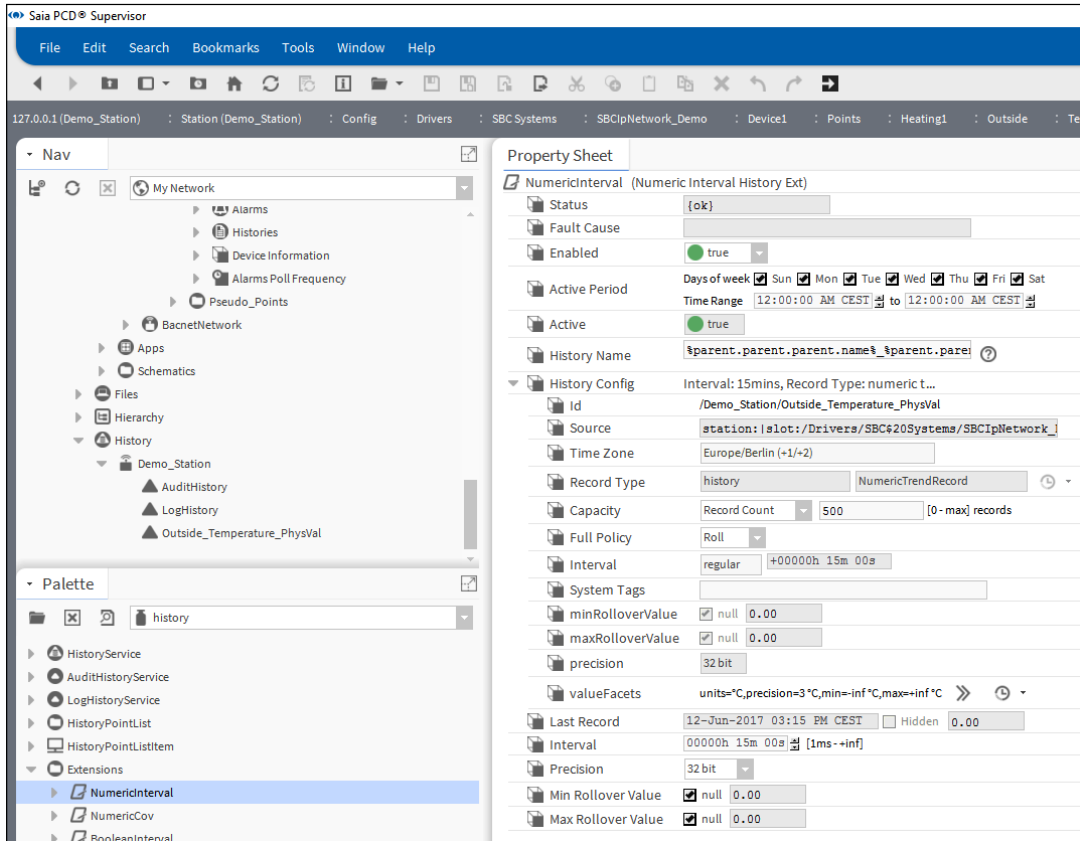 Saia PCD® Supervisor
File Edit Search Bookmarks Tools Window Help
127.0.0.1 (Demo_Station) : Station (Demo_Station) : Config : Drivers : SBC Systems : SBCIpNetwork_Demo : Device1 : Points : Heating1 : Outside : Te
Nav
My Network
Alarms
Histories
Device Information
Alarms Poll Frequency
Pseudo_Points
BacnetNetwork
Apps
Schematics
Files
Hierarchy
History
Demo_Station
AuditHistory
LogHistory
Outside_Temperature_PhysVal
Palette
history
HistoryService
AuditHistoryService
LogHistoryService
HistoryPointList
HistoryPointListItem
Extensions
NumericInterval
NumericCov
BooleanInterval
Property Sheet
NumericInterval (Numeric Interval History Ext)
Status {ok}
Fault Cause
Enabled true
Active Period Days of week Sun Mon Tue Wed Thu Fri Sat
Time Range 12:00:00 AM CEST to 12:00:00 AM CEST
Active true
History Name %parent.parent.parent.name%_%parent.parei
History Config Interval: 15mins, Record Type: numeric t...
Id /Demo_Station/Outside_Temperature_PhysVal
Source station:|slot:/Drivers/SBC$20Systems/SBCIpNetwork_
Time Zone Europe/Berlin (+1/+2)
Record Type history NumericTrendRecord
Capacity Record Count 500 [0 - max] records
Full Policy Roll
Interval regular +00000h 15m 00s
System Tags
minRolloverValue null 0.00
maxRolloverValue null 0.00
precision 32 bit
valueFacets units=°C,precision=3 °C,min=-inf °C,max=+inf °C
Last Record 12-Jun-2017 03:15 PM CEST Hidden 0.00
Interval 00000h 15m 00s [1ms - +inf]
Precision 32 bit
Min Rollover Value null 0.00
Max Rollover Value null 0.00